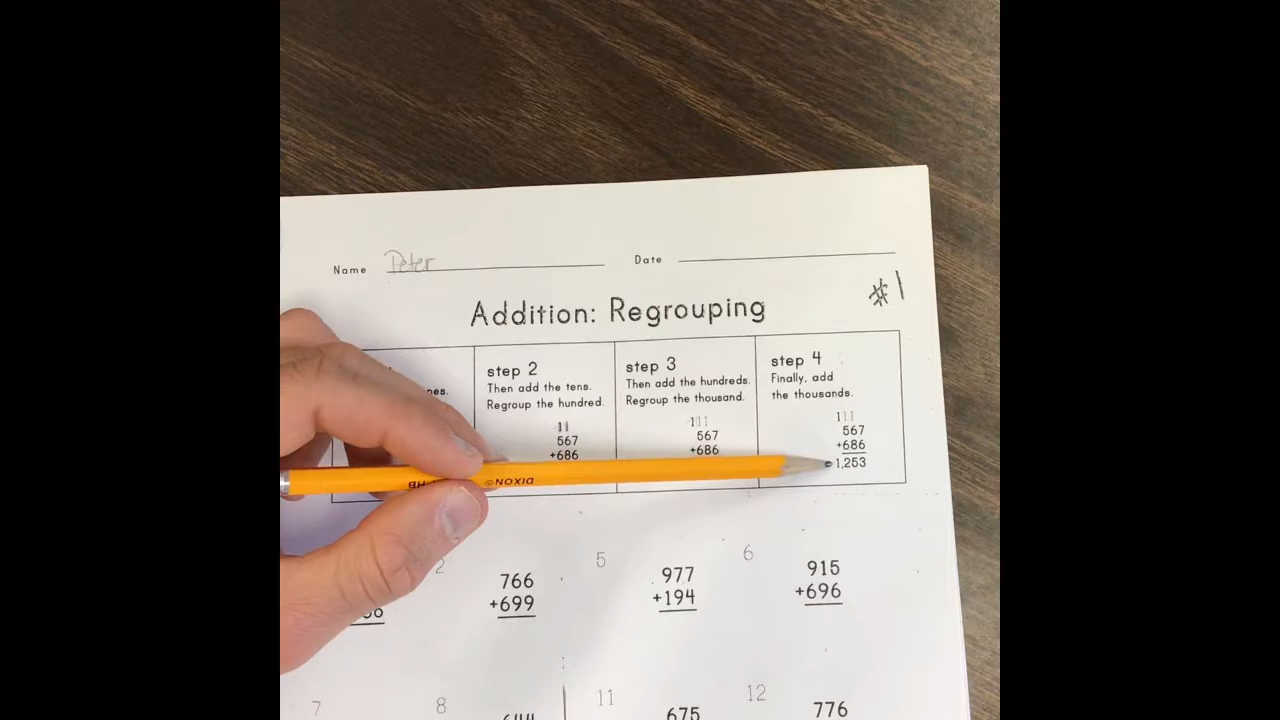 Name Peter Date
#1
Addition: Regrouping
step 2
Then add the tens.
Regroup the hundred.
11
567
+686
step 3
Then add the hundreds.
Regroup the thousand.
111
567
+686
step 4
Finally, add
the thousands.
111
567
+686
1,253
DIXON®
HB
2
766
+699
5
977
+194
6
915
+696
7
8
11
675
12
776